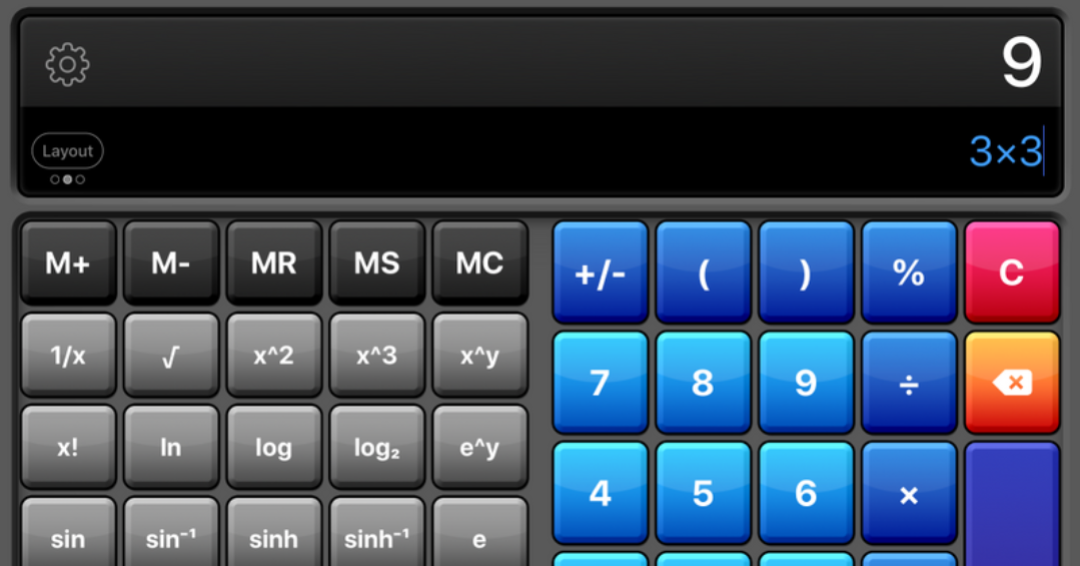 9
Layout
3×3
M+ M- MR MS MC
+/- ( ) % C
1/x √ x^2 x^3 x^y
7 8 9 ÷
x! ln log log₂ e^y
4 5 6 ×
sin sin⁻¹ sinh sinh⁻¹ e